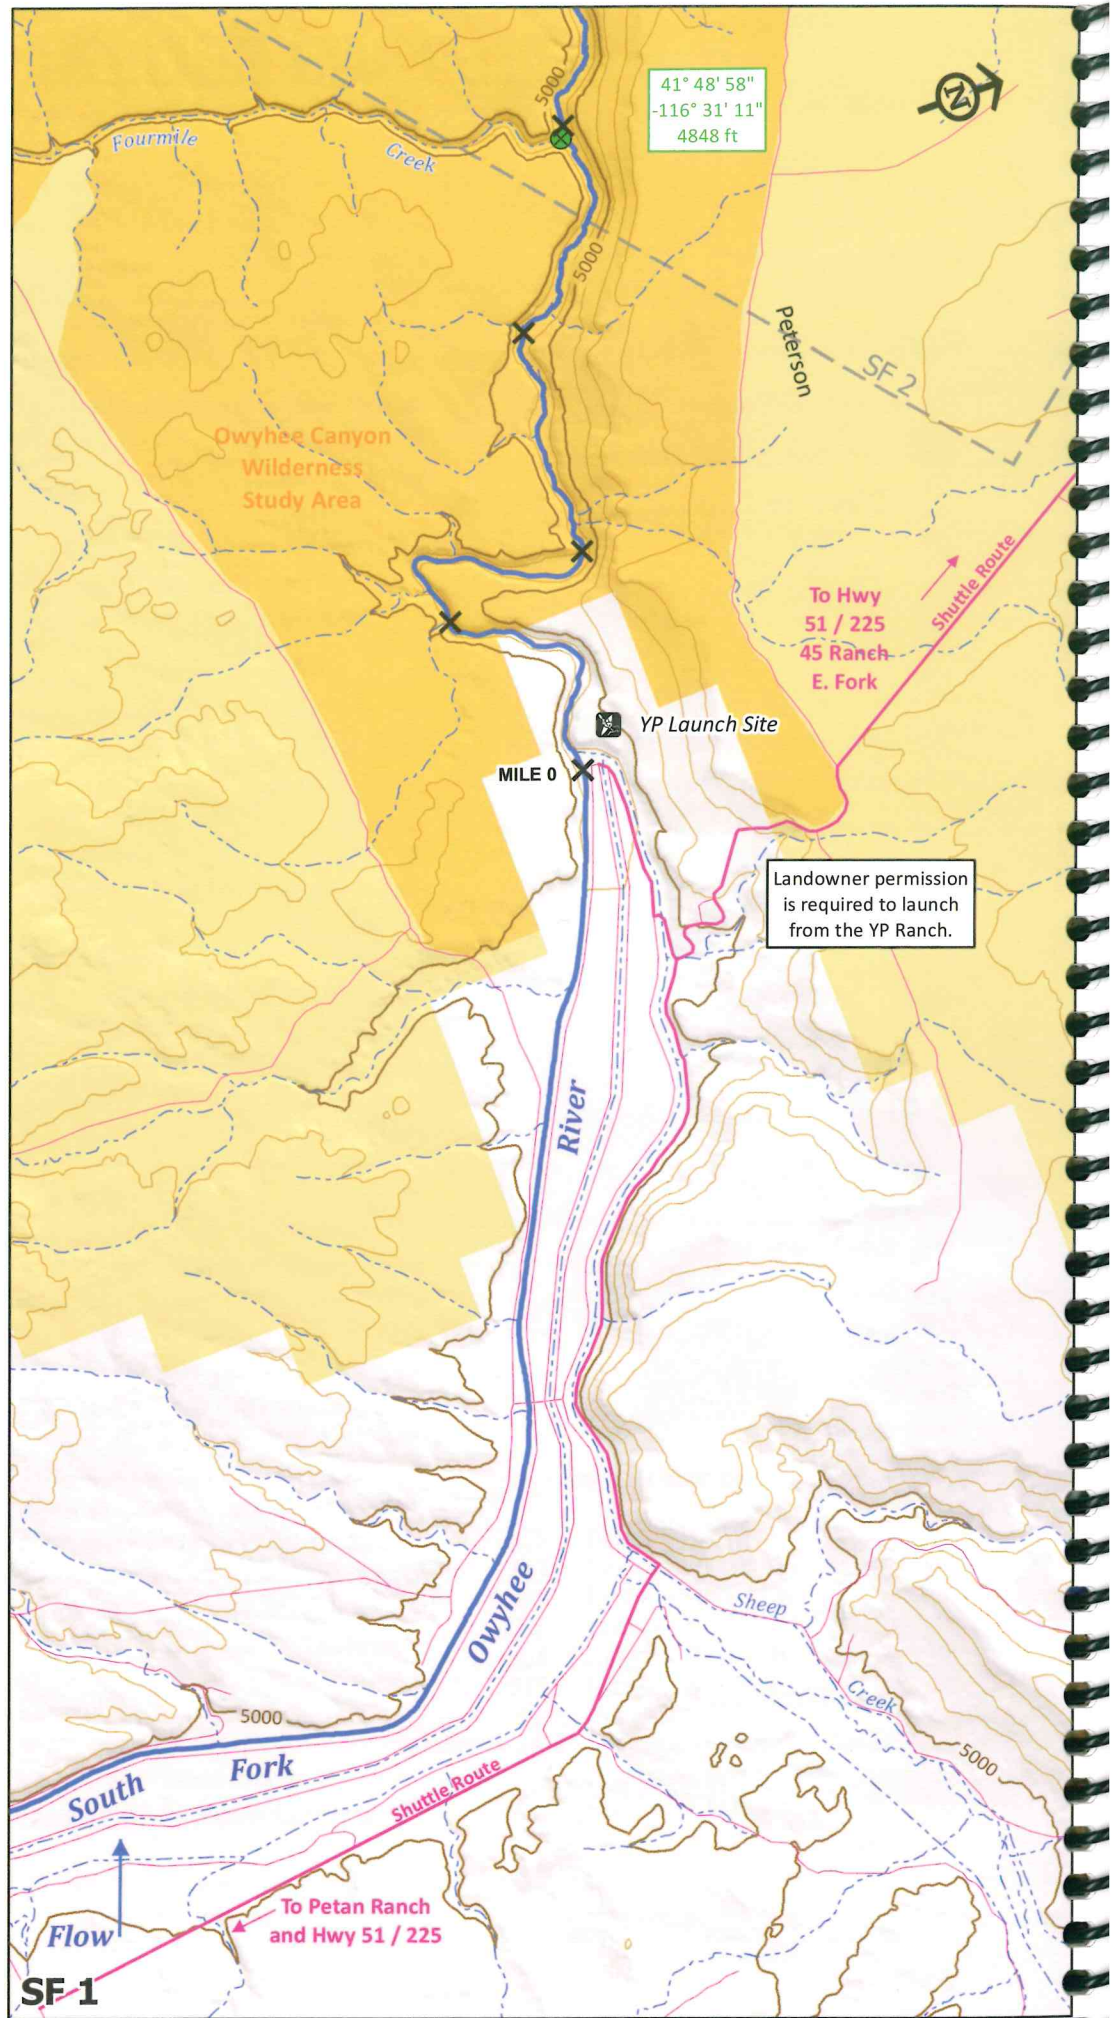 5000
41° 48' 58"
-116° 31' 11"
4848 ft
N
Fourmile
Creek
5000
Peterson
SF 2
Owyhee Canyon
Wilderness
Study Area
Shuttle Route
To Hwy
51 / 225
45 Ranch
E. Fork
YP Launch Site
MILE 0
Landowner permission
is required to launch
from the YP Ranch.
River
Owyhee
Sheep
Creek
5000
5000
Fork
South
Shuttle Route
To Petan Ranch
and Hwy 51 / 225
Flow
SF 1